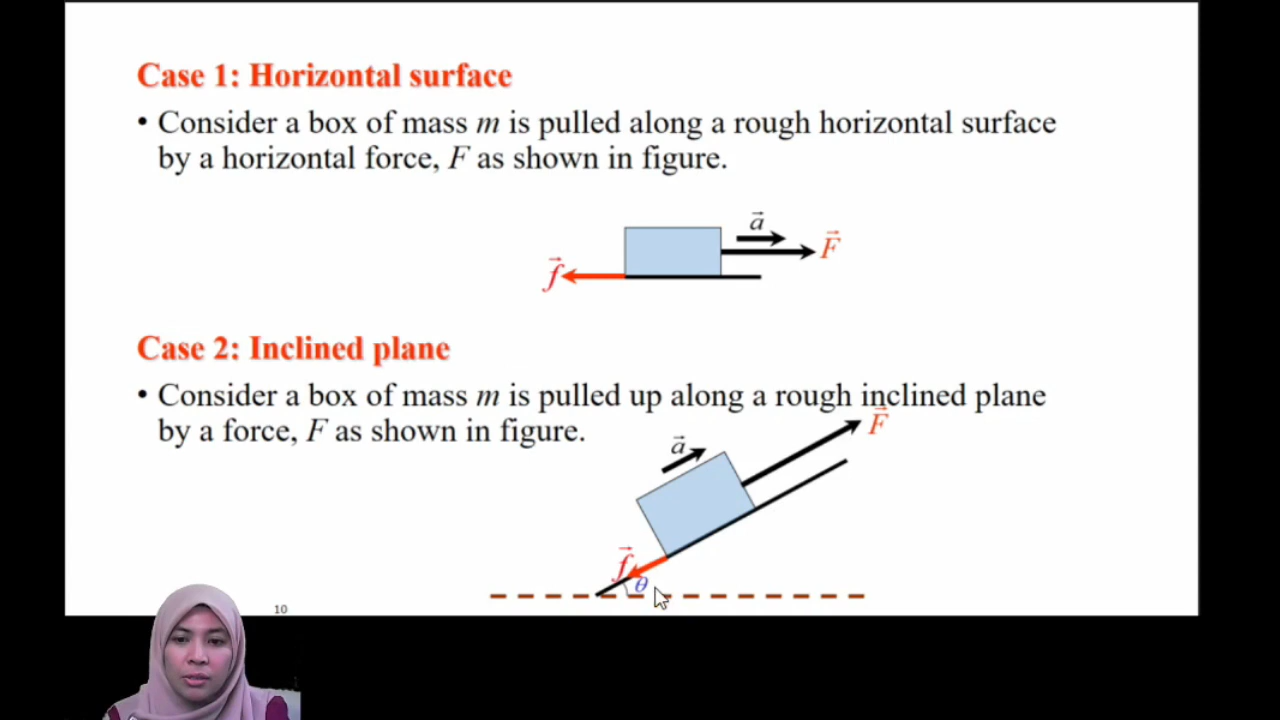 Case 1: Horizontal surface
• Consider a box of mass m is pulled along a rough horizontal surface
by a horizontal force, F as shown in figure.
a⃗
F⃗
f⃗
Case 2: Inclined plane
• Consider a box of mass m is pulled up along a rough inclined plane
by a force, F as shown in figure.
F⃗
a⃗
f⃗
θ
10